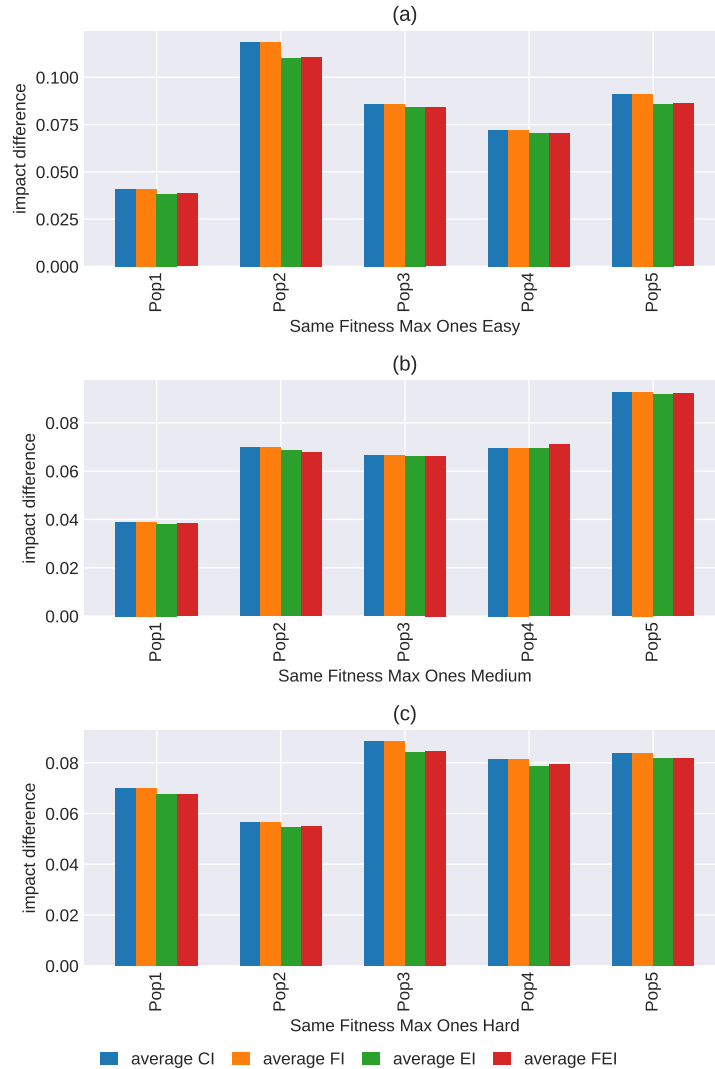 (a)
impact difference
0.100
0.075
0.050
0.025
0.000
Pop1 Pop2 Pop3 Pop4 Pop5
Same Fitness Max Ones Easy
(b)
impact difference
0.08
0.06
0.04
0.02
0.00
Pop1 Pop2 Pop3 Pop4 Pop5
Same Fitness Max Ones Medium
(c)
impact difference
0.08
0.06
0.04
0.02
0.00
Pop1 Pop2 Pop3 Pop4 Pop5
Same Fitness Max Ones Hard
average CI average FI average EI average FEI